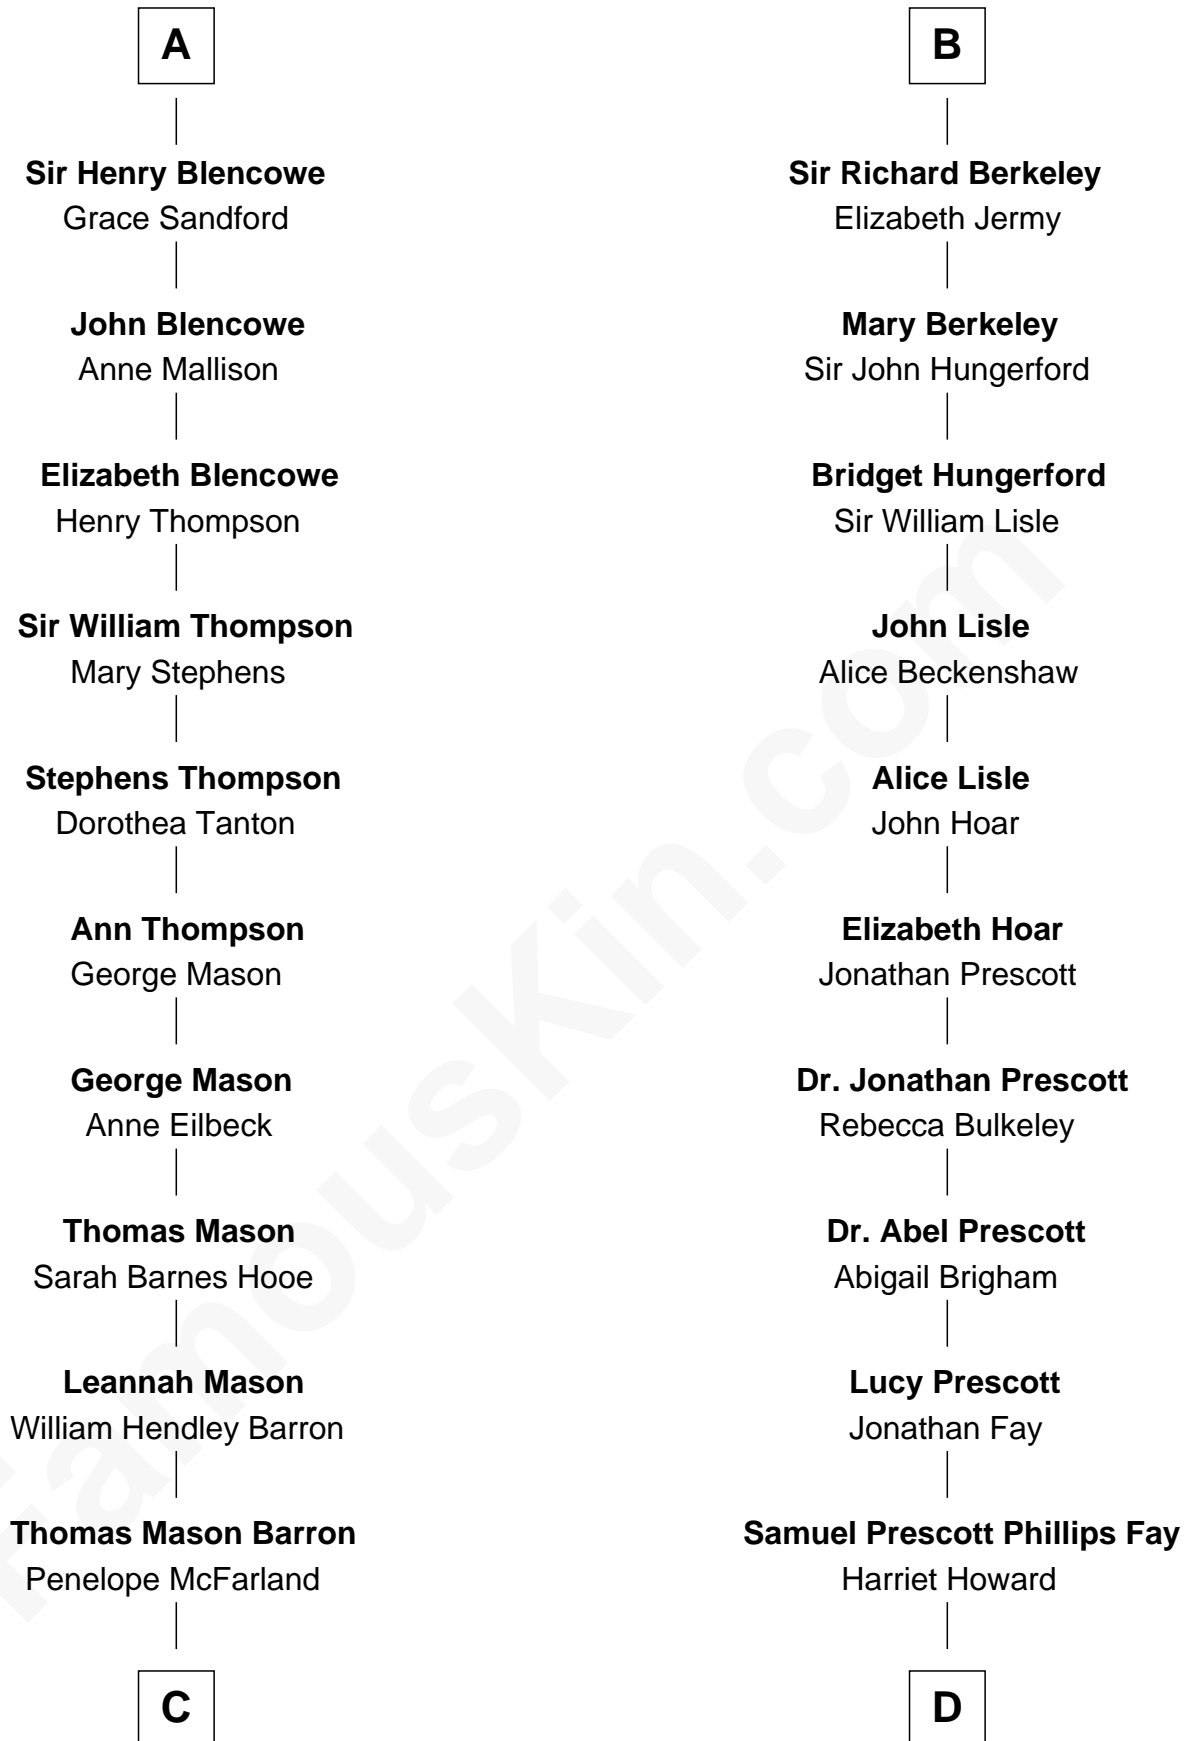 A
Sir Henry Blencowe
Grace Sandford
John Blencowe
Anne Mallison
Elizabeth Blencowe
Henry Thompson
Sir William Thompson
Mary Stephens
Stephens Thompson
Dorothea Tanton
Ann Thompson
George Mason
George Mason
Anne Eilbeck
Thomas Mason
Sarah Barnes Hooe
Leannah Mason
William Hendley Barron
Thomas Mason Barron
Penelope McFarland
C
B
Sir Richard Berkeley
Elizabeth Jermy
Mary Berkeley
Sir John Hungerford
Bridget Hungerford
Sir William Lisle
John Lisle
Alice Beckenshaw
Alice Lisle
John Hoar
Elizabeth Hoar
Jonathan Prescott
Dr. Jonathan Prescott
Rebecca Bulkeley
Dr. Abel Prescott
Abigail Brigham
Lucy Prescott
Jonathan Fay
Samuel Prescott Phillips Fay
Harriet Howard
D
FamousKin.com